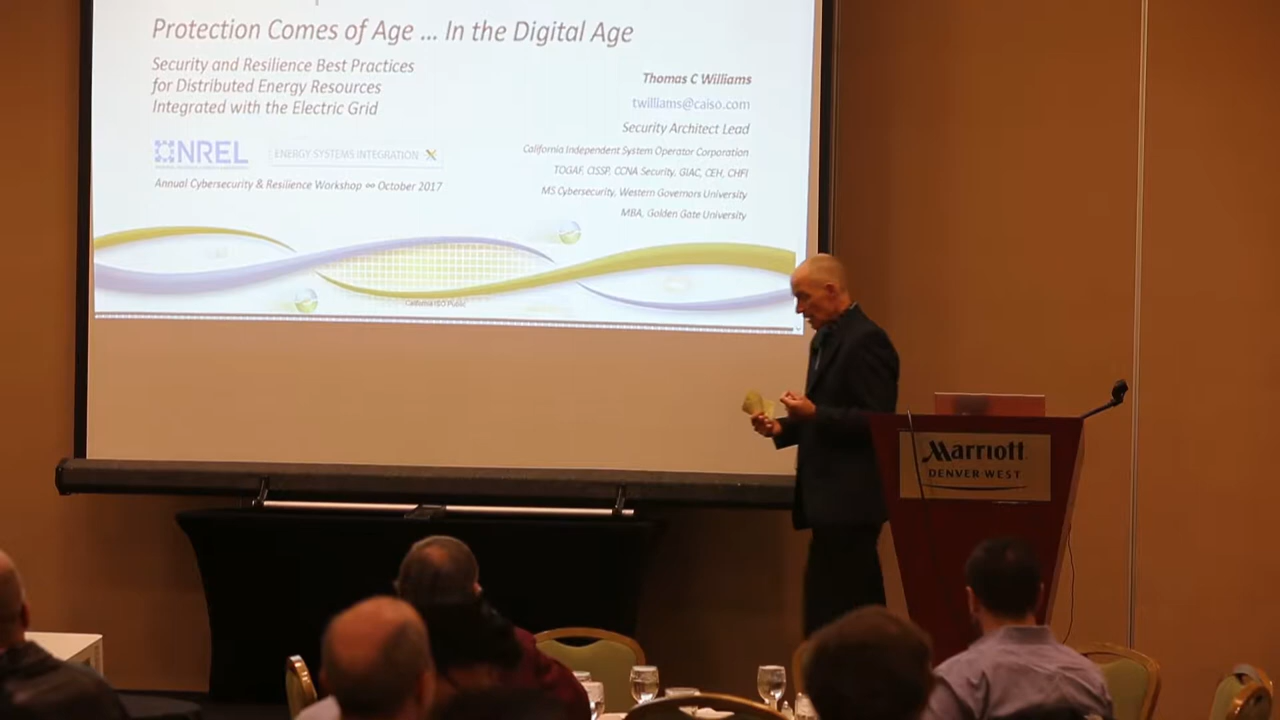 Protection Comes of Age ... In the Digital Age
Security and Resilience Best Practices
for Distributed Energy Resources
Integrated with the Electric Grid
Thomas C Williams
twilliams@caiso.com
Security Architect Lead
California Independent System Operator Corporation
TOGAF, CISSP, CCNA Security, GIAC, CEH, CHFI
MS Cybersecurity, Western Governors University
MBA, Golden Gate University
NREL
ENERGY SYSTEMS INTEGRATION
Annual Cybersecurity & Resilience Workshop ∞ October 2017
California ISO Public
Marriott
DENVER WEST